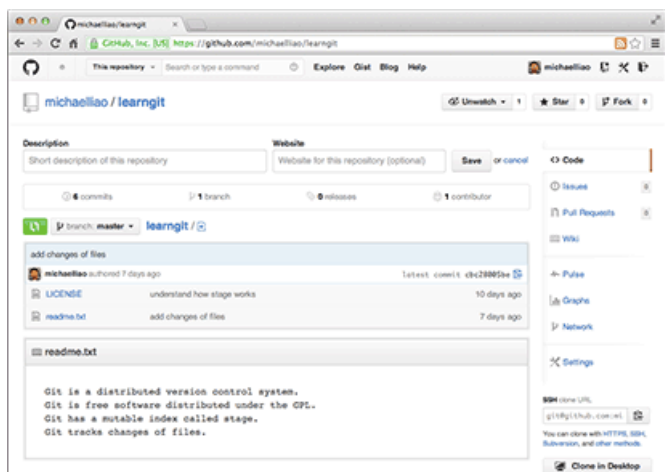 michaelliao/learngit
GitHub, Inc. [US] https://github.com/michaelliao/learngit
This repository Search or type a command Explore Gist Blog Help michaelliao
michaelliao / learngit Unwatch 1 Star 0 Fork 0
Description Website
Short description of this repository Website for this repository (optional) Save or cancel
6 commits 1 branch 0 releases 1 contributor
branch: master learngit /
add changes of files
michaelliao authored 7 days ago latest commit cbc28005be
LICENSE understand how stage works 10 days ago
readme.txt add changes of files 7 days ago
readme.txt
Git is a distributed version control system.
Git is free software distributed under the GPL.
Git has a mutable index called stage.
Git tracks changes of files.
Code
Issues 0
Pull Requests 0
Wiki
Pulse
Graphs
Network
Settings
SSH clone URL
git@github.com:mi
You can clone with HTTPS, SSH,
Subversion, and other methods.
Clone in Desktop